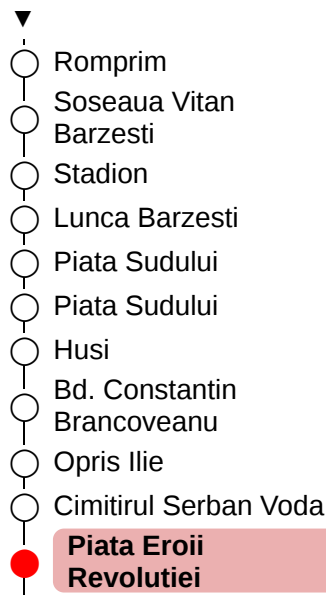 Romprim
Soseaua Vitan
Barzesti
Stadion
Lunca Barzesti
Piata Sudului
Piata Sudului
Husi
Bd. Constantin
Brancoveanu
Opris Ilie
Cimitirul Serban Voda
Piata Eroii
Revolutiei